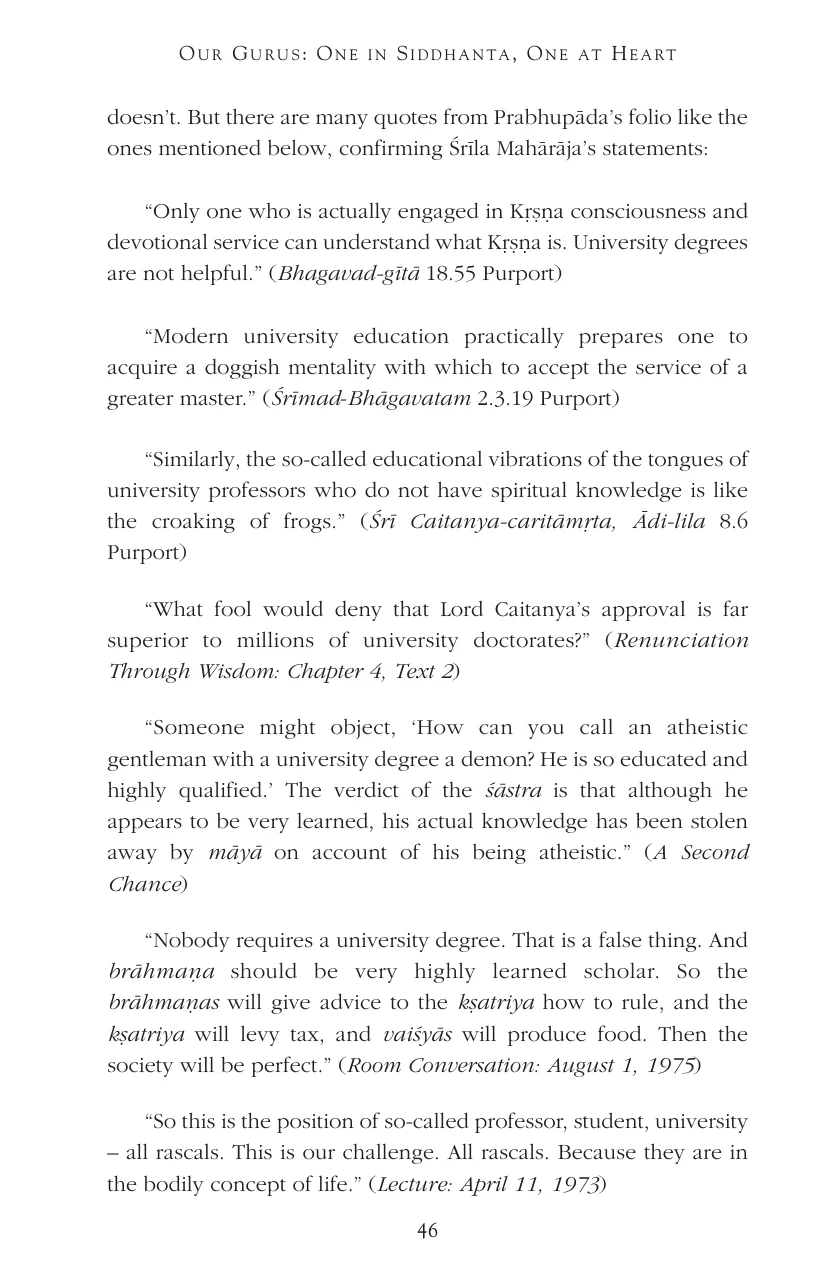 OUR GURUS: ONE IN SIDDHANTA, ONE AT HEART
doesn’t. But there are many quotes from Prabhupāda’s folio like the
ones mentioned below, confirming Śrīla Mahārāja’s statements:
“Only one who is actually engaged in Kṛṣṇa consciousness and
devotional service can understand what Kṛṣṇa is. University degrees
are not helpful.” (Bhagavad-gītā 18.55 Purport)
“Modern university education practically prepares one to
acquire a doggish mentality with which to accept the service of a
greater master.” (Śrīmad-Bhāgavatam 2.3.19 Purport)
“Similarly, the so-called educational vibrations of the tongues of
university professors who do not have spiritual knowledge is like
the croaking of frogs.” (Śrī Caitanya-caritāmṛta, Ādi-lila 8.6
Purport)
“What fool would deny that Lord Caitanya’s approval is far
superior to millions of university doctorates?” (Renunciation
Through Wisdom: Chapter 4, Text 2)
“Someone might object, ‘How can you call an atheistic
gentleman with a university degree a demon? He is so educated and
highly qualified.’ The verdict of the śāstra is that although he
appears to be very learned, his actual knowledge has been stolen
away by māyā on account of his being atheistic.” (A Second
Chance)
“Nobody requires a university degree. That is a false thing. And
brāhmaṇa should be very highly learned scholar. So the
brāhmaṇas will give advice to the kṣatriya how to rule, and the
kṣatriya will levy tax, and vaiśyās will produce food. Then the
society will be perfect.” (Room Conversation: August 1, 1975)
“So this is the position of so-called professor, student, university
– all rascals. This is our challenge. All rascals. Because they are in
the bodily concept of life.” (Lecture: April 11, 1973)
46